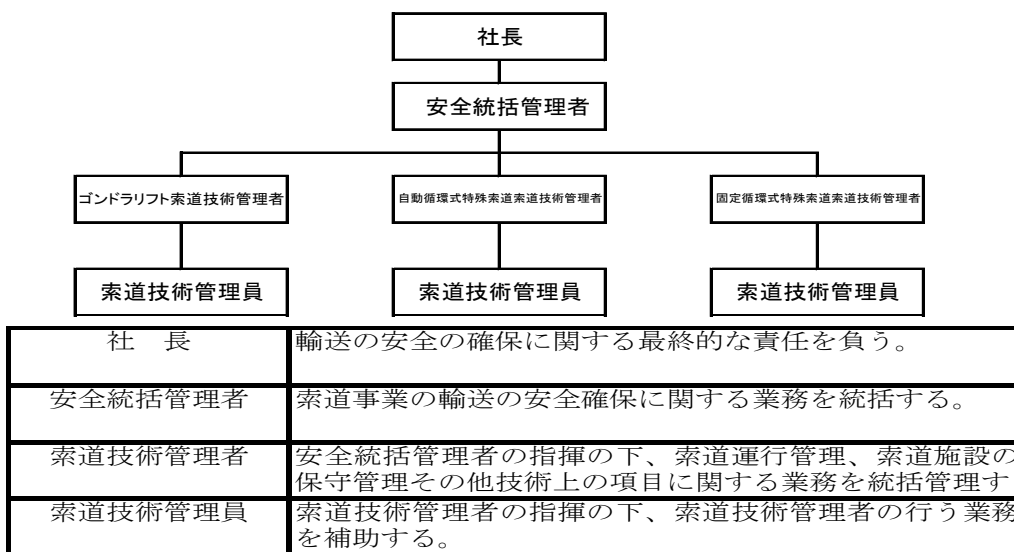 社長
安全統括管理者
ゴンドラリフト索道技術管理者
自動循環式特殊索道索道技術管理者
固定循環式特殊索道索道技術管理者
索道技術管理員
索道技術管理員
索道技術管理員
社 長
輸送の安全の確保に関する最終的な責任を負う。
安全統括管理者
索道事業の輸送の安全確保に関する業務を統括する。
索道技術管理者
安全統括管理者の指揮の下、索道運行管理、索道施設の
保守管理その他技術上の項目に関する業務を統括管理す
索道技術管理員
索道技術管理者の指揮の下、索道技術管理者の行う業務
を補助する。